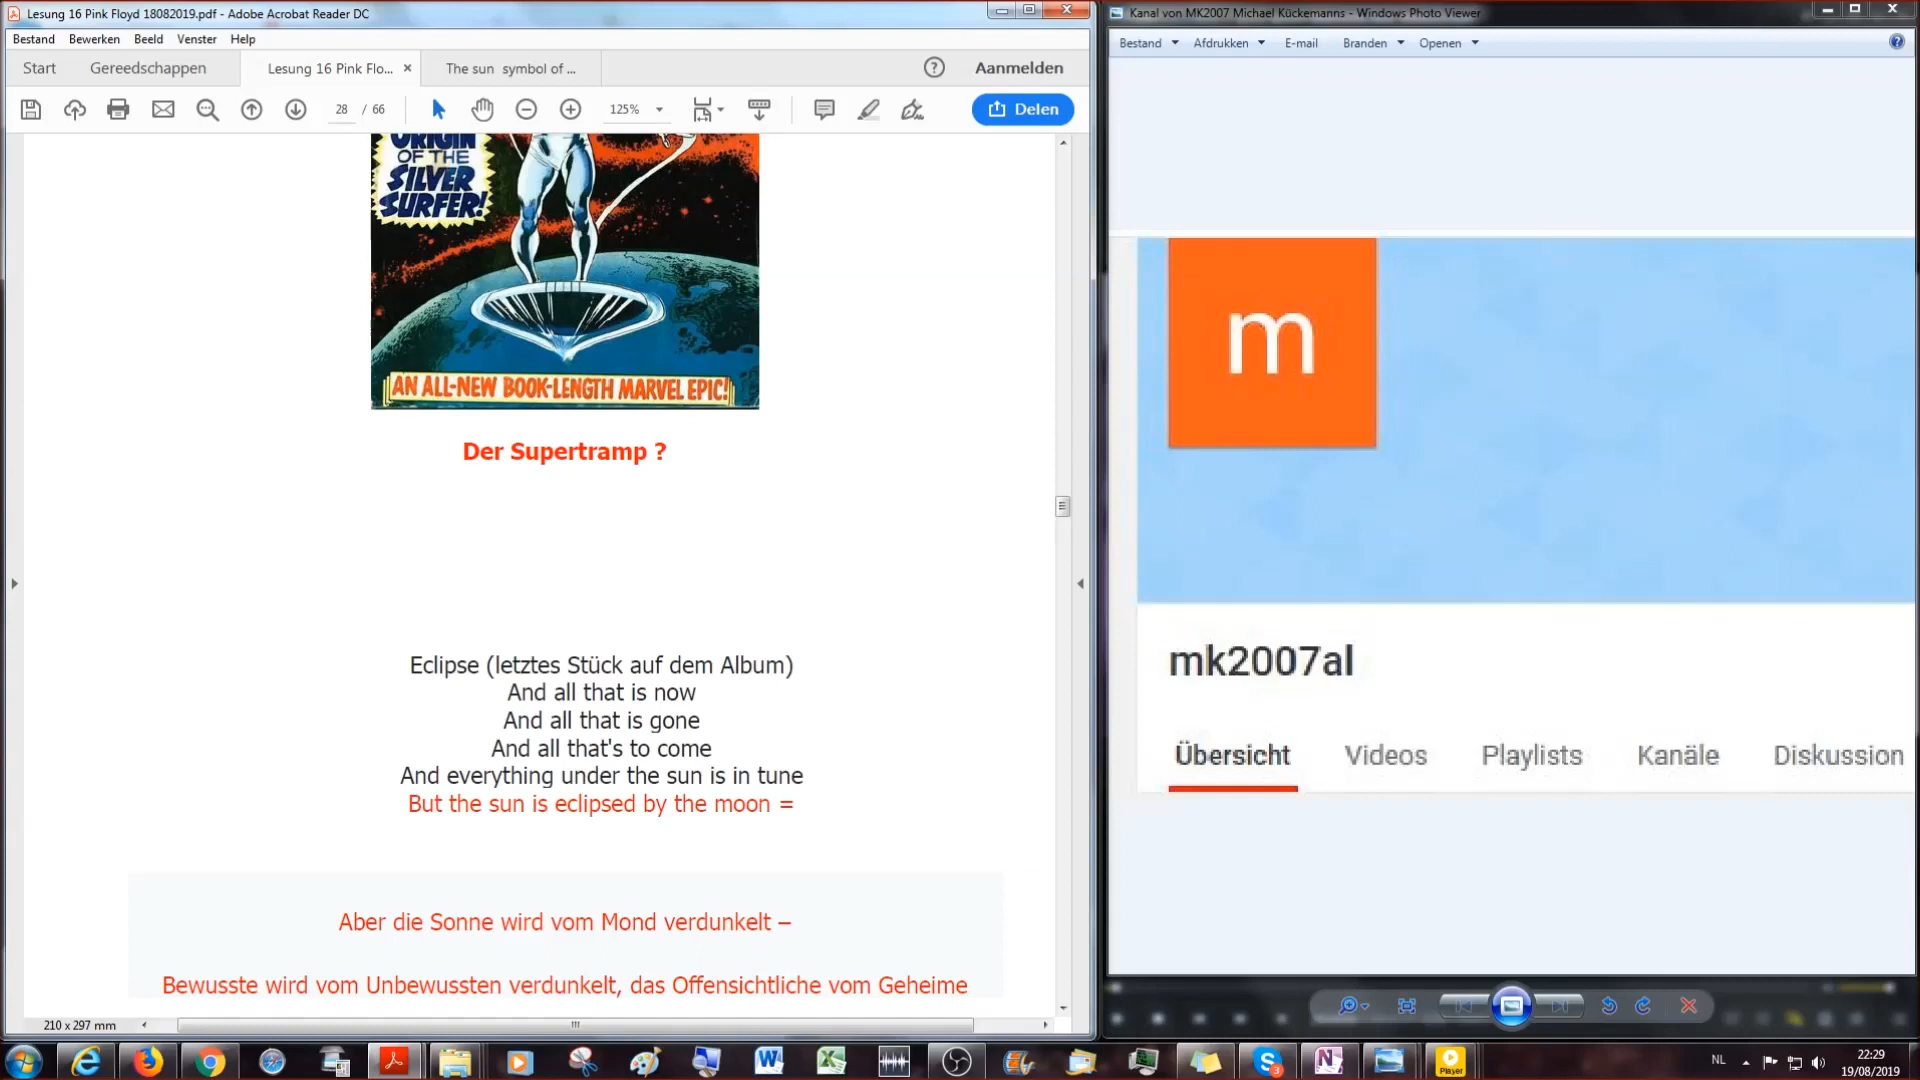 Lesung 16 Pink Floyd 18082019.pdf - Adobe Acrobat Reader DC
Bestand Bewerken Beeld Venster Help
Start Gereedschappen Lesung 16 Pink Flo... × The sun symbol of ... Aanmelden
28 / 66 125% Delen
ORIGIN
OF THE
SILVER
SURFER!
AN ALL-NEW BOOK-LENGTH MARVEL EPIC!
Der Supertramp ?
Eclipse (letztes Stück auf dem Album)
And all that is now
And all that is gone
And all that's to come
And everything under the sun is in tune
But the sun is eclipsed by the moon =
Aber die Sonne wird vom Mond verdunkelt –
Bewusste wird vom Unbewussten verdunkelt, das Offensichtliche vom Geheime
210 x 297 mm
Kanal von MK2007 Michael Kückemanns - Windows Photo Viewer
Bestand Afdrukken E-mail Branden Openen
m
mk2007al
Übersicht Videos Playlists Kanäle Diskussion
Player
NL
22:29
19/08/2019